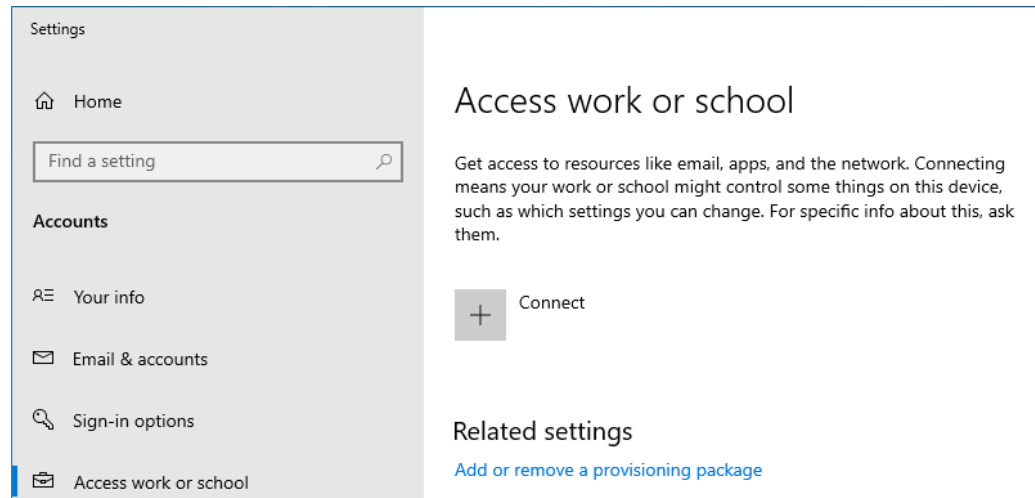 Settings
Home
Find a setting
Accounts
Your info
Email & accounts
Sign-in options
Access work or school
Access work or school
Get access to resources like email, apps, and the network. Connecting
means your work or school might control some things on this device,
such as which settings you can change. For specific info about this, ask
them.
Connect
Related settings
Add or remove a provisioning package